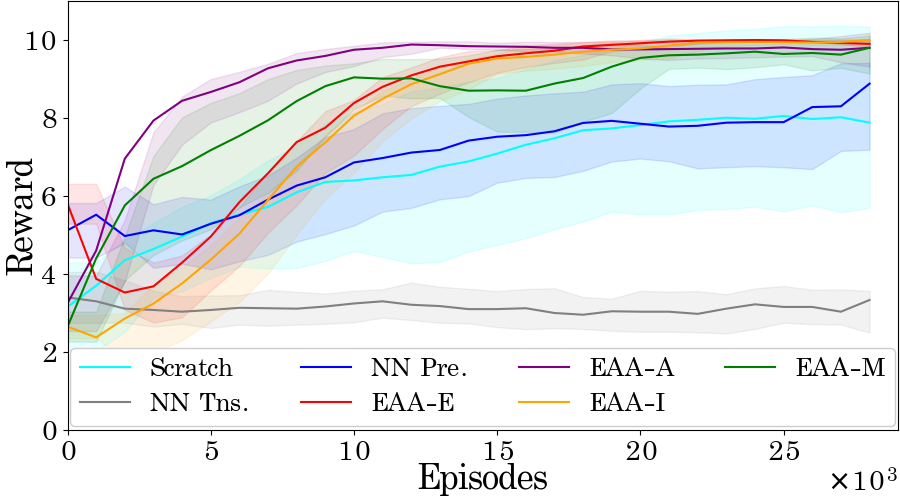 Reward
10
8
6
4
2
0
Scratch
NN Pre.
EAA-A
EAA-M
NN Tns.
EAA-E
EAA-I
0 5 10 15 20 25
Episodes
×10³